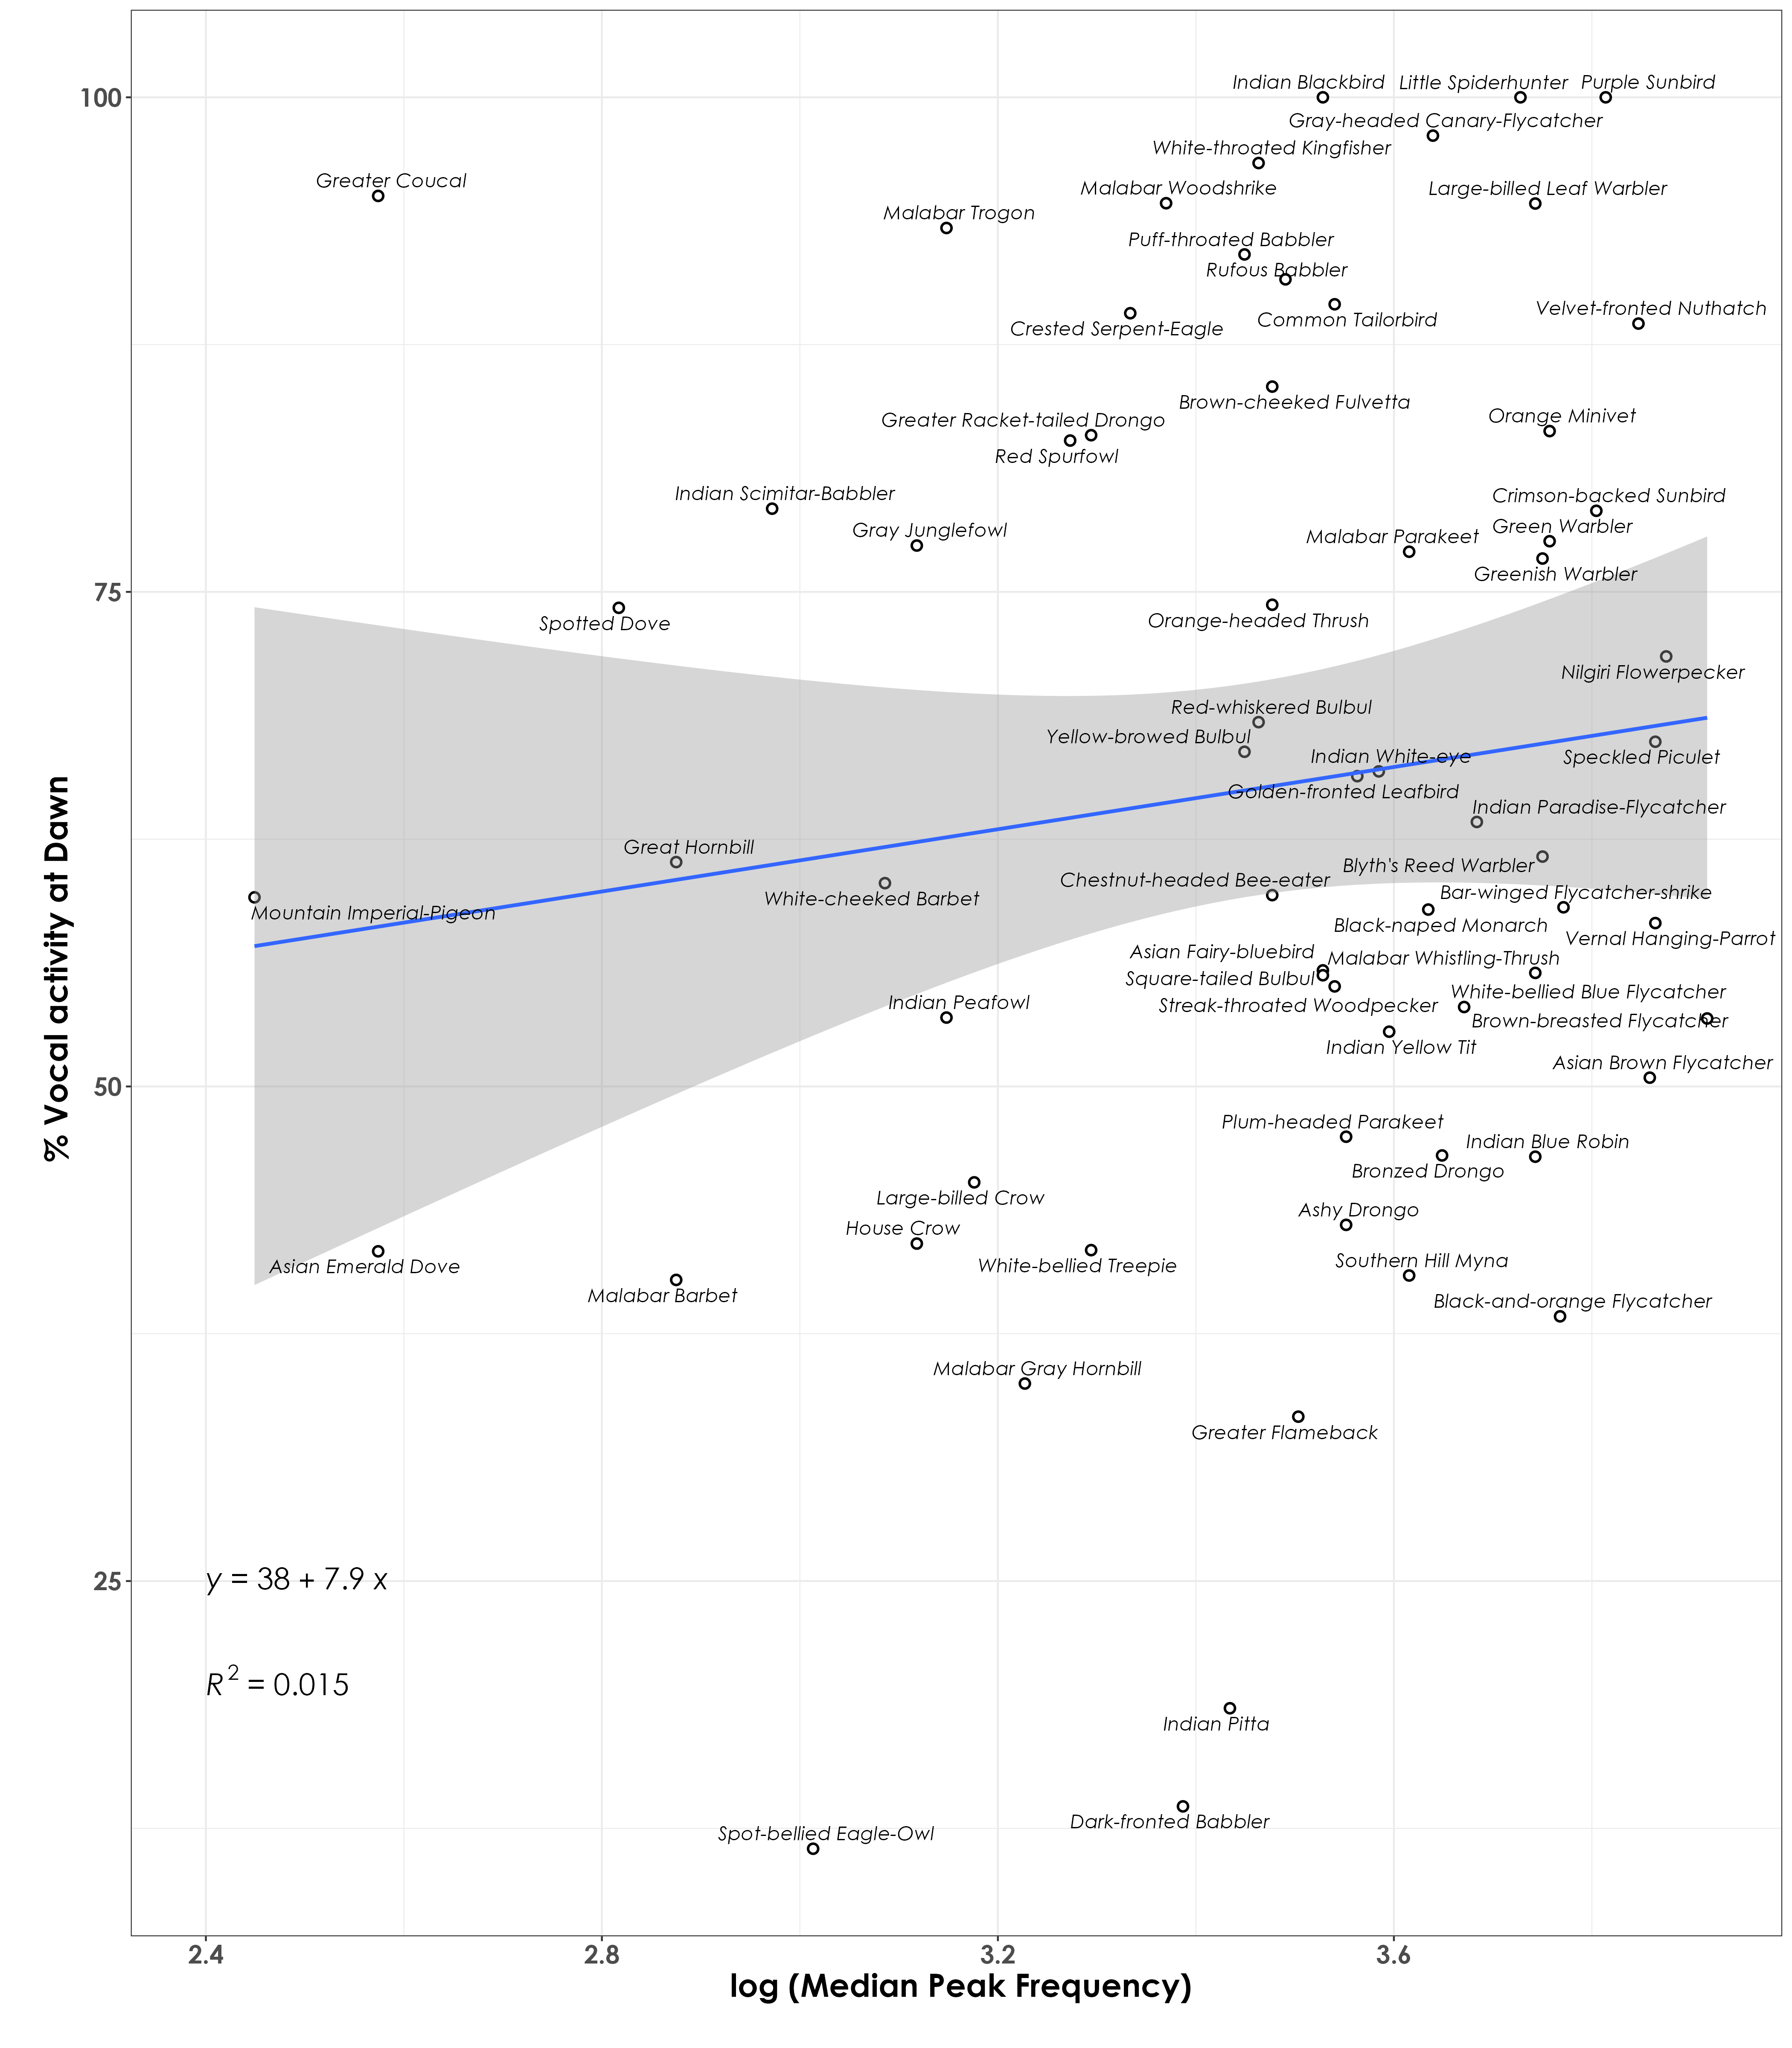 Indian Blackbird Little Spiderhunter Purple Sunbird
100
Gray-headed Canary-Flycatcher
White-throated Kingfisher
Greater Coucal
Malabar Woodshrike
Large-billed Leaf Warbler
Malabar Trogon
Puff-throated Babbler
Rufous Babbler
Velvet-fronted Nuthatch
Common Tailorbird
Crested Serpent-Eagle
Brown-cheeked Fulvetta
Orange Minivet
Greater Racket-tailed Drongo
Red Spurfowl
Indian Scimitar-Babbler
Crimson-backed Sunbird
Green Warbler
Gray Junglefowl
Malabar Parakeet
Greenish Warbler
75
Spotted Dove
Orange-headed Thrush
Nilgiri Flowerpecker
Red-whiskered Bulbul
Yellow-browed Bulbul
Indian White-eye
Speckled Piculet
Golden-fronted Leafbird
Indian Paradise-Flycatcher
Great Hornbill
Blyth's Reed Warbler
Chestnut-headed Bee-eater
Bar-winged Flycatcher-shrike
White-cheeked Barbet
Mountain Imperial-Pigeon
Black-naped Monarch
Vernal Hanging-Parrot
Asian Fairy-bluebird
Malabar Whistling-Thrush
Square-tailed Bulbul
White-bellied Blue Flycatcher
Indian Peafowl
Streak-throated Woodpecker
Brown-breasted Flycatcher
Indian Yellow Tit
Asian Brown Flycatcher
50
Plum-headed Parakeet
Indian Blue Robin
Bronzed Drongo
Large-billed Crow
Ashy Drongo
House Crow
Southern Hill Myna
Asian Emerald Dove
White-bellied Treepie
Malabar Barbet
Black-and-orange Flycatcher
Malabar Gray Hornbill
Greater Flameback
y = 38 + 7.9 x
25
R² = 0.015
Indian Pitta
Dark-fronted Babbler
Spot-bellied Eagle-Owl
2.4 2.8 3.2 3.6
log (Median Peak Frequency)
% Vocal activity at Dawn